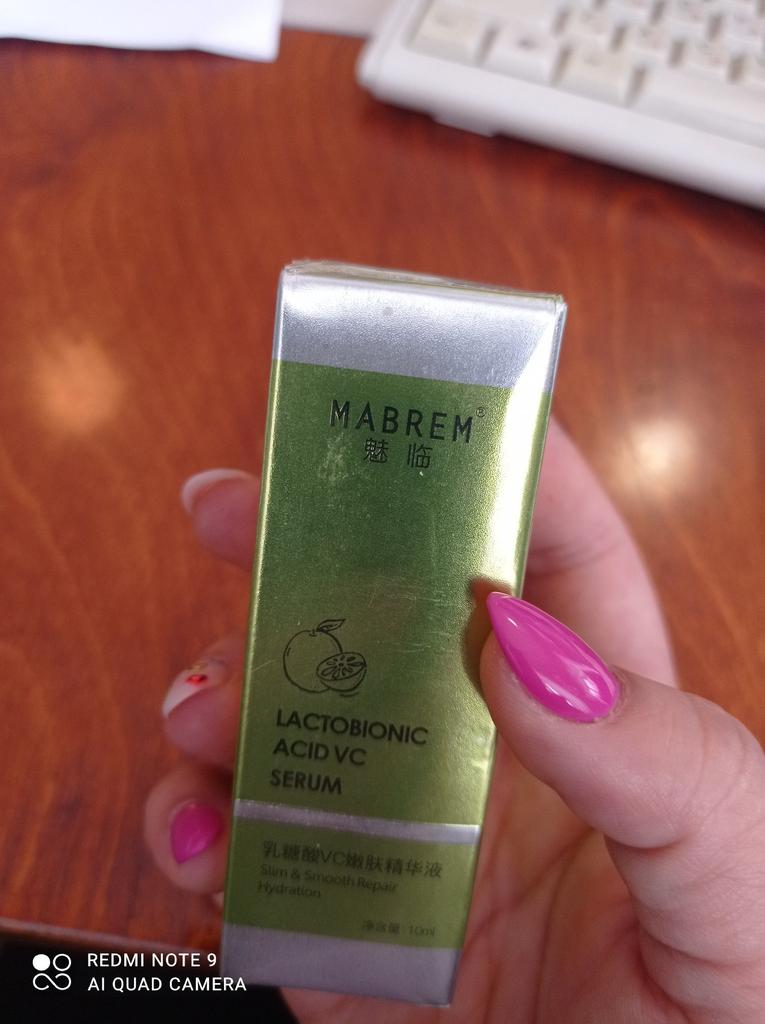 MABREM®
魅临
LACTOBIONIC
ACID VC
SERUM
乳糖酸VC嫩肤精华液
Slim & Smooth Repair
Hydration
净含量: 10ml
REDMI NOTE 9
AI QUAD CAMERA